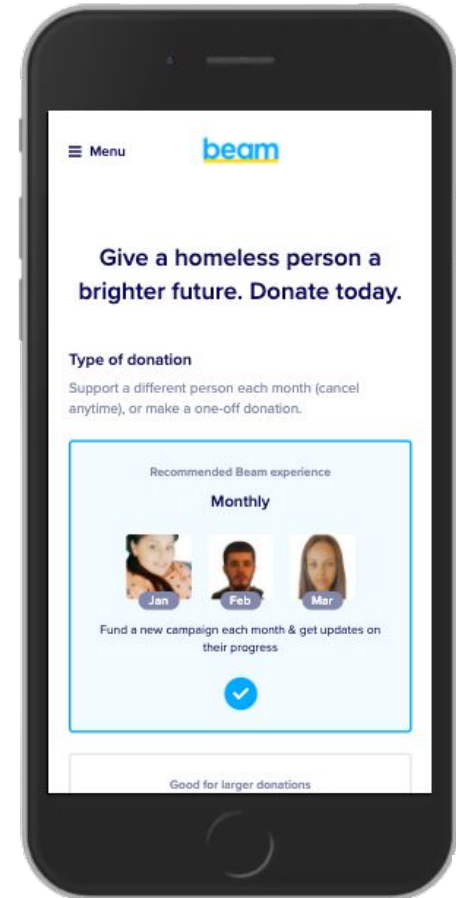 Menu
beam
Give a homeless person a
brighter future. Donate today.
Type of donation
Support a different person each month (cancel
anytime), or make a one-off donation.
Recommended Beam experience
Monthly
Jan
Feb
Mar
Fund a new campaign each month & get updates on
their progress
Good for larger donations